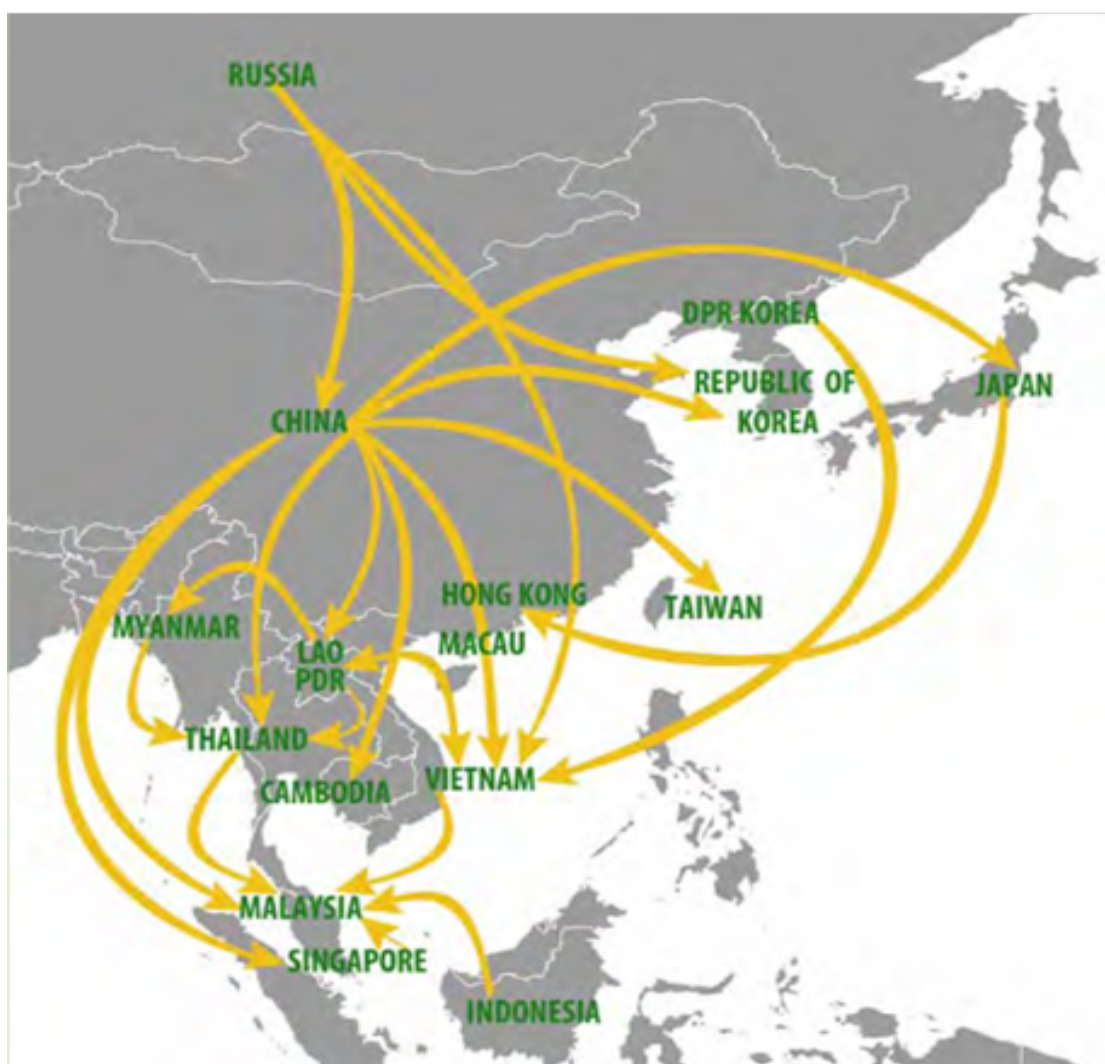 RUSSIA
DPR KOREA
REPUBLIC OF
KOREA
JAPAN
CHINA
HONG KONG
TAIWAN
MYANMAR
MACAU
LAO
PDR
THAILAND
CAMBODIA
VIETNAM
MALAYSIA
SINGAPORE
INDONESIA